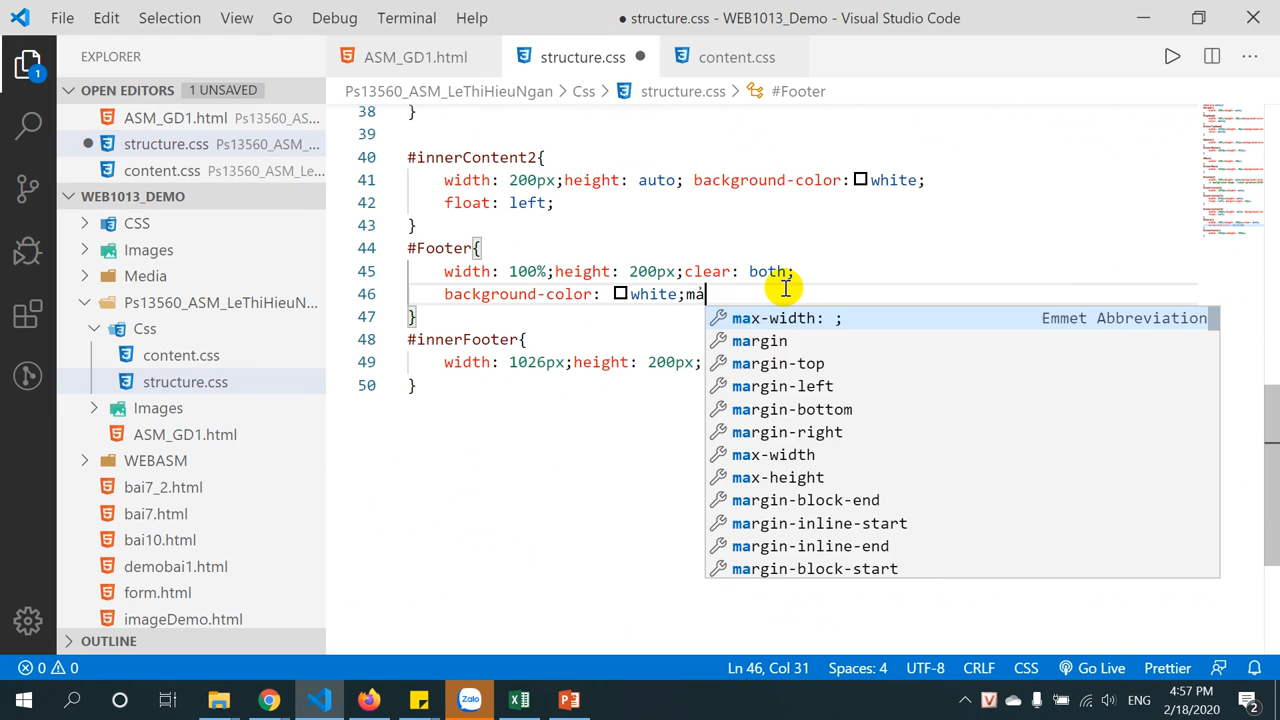 File Edit Selection View Go Debug Terminal Help
● structure.css - WEB1013_Demo - Visual Studio Code
EXPLORER
ASM_GD1.html
structure.css ●
content.css
OPEN EDITORS 1 UNSAVED
ASM_GD1.html Ps13560_AS...
structure.css Ps13560_ASM_...
content.css Ps13560_ASM_L...
WEB1013_DEMO
CSS
Images
Media
Ps13560_ASM_LeThiHieuN...
Css
content.css
structure.css
Images
ASM_GD1.html
WEBASM
bai7_2.html
bai7.html
bai10.html
demobai1.html
form.html
imageDemo.html
OUTLINE
Ps13560_ASM_LeThiHieuNgan > Css > structure.css > #Footer
38 }
39
40 #innerContent2{
41 width: 200px;height: auto; background-color: white;
42 float: left;
43 }
44 #Footer{
45 width: 100%;height: 200px;clear: both;
46 background-color: white;ma
47 }
48 #innerFooter{
49 width: 1026px;height: 200px;
50 }
max-width: ; Emmet Abbreviation
margin
margin-top
margin-left
margin-bottom
margin-right
max-width
max-height
margin-block-end
margin-inline-start
margin-inline-end
margin-block-start
0 0
Ln 46, Col 31 Spaces: 4 UTF-8 CRLF CSS Go Live Prettier
Zalo
ENG
4:57 PM
2/18/2020
2
1